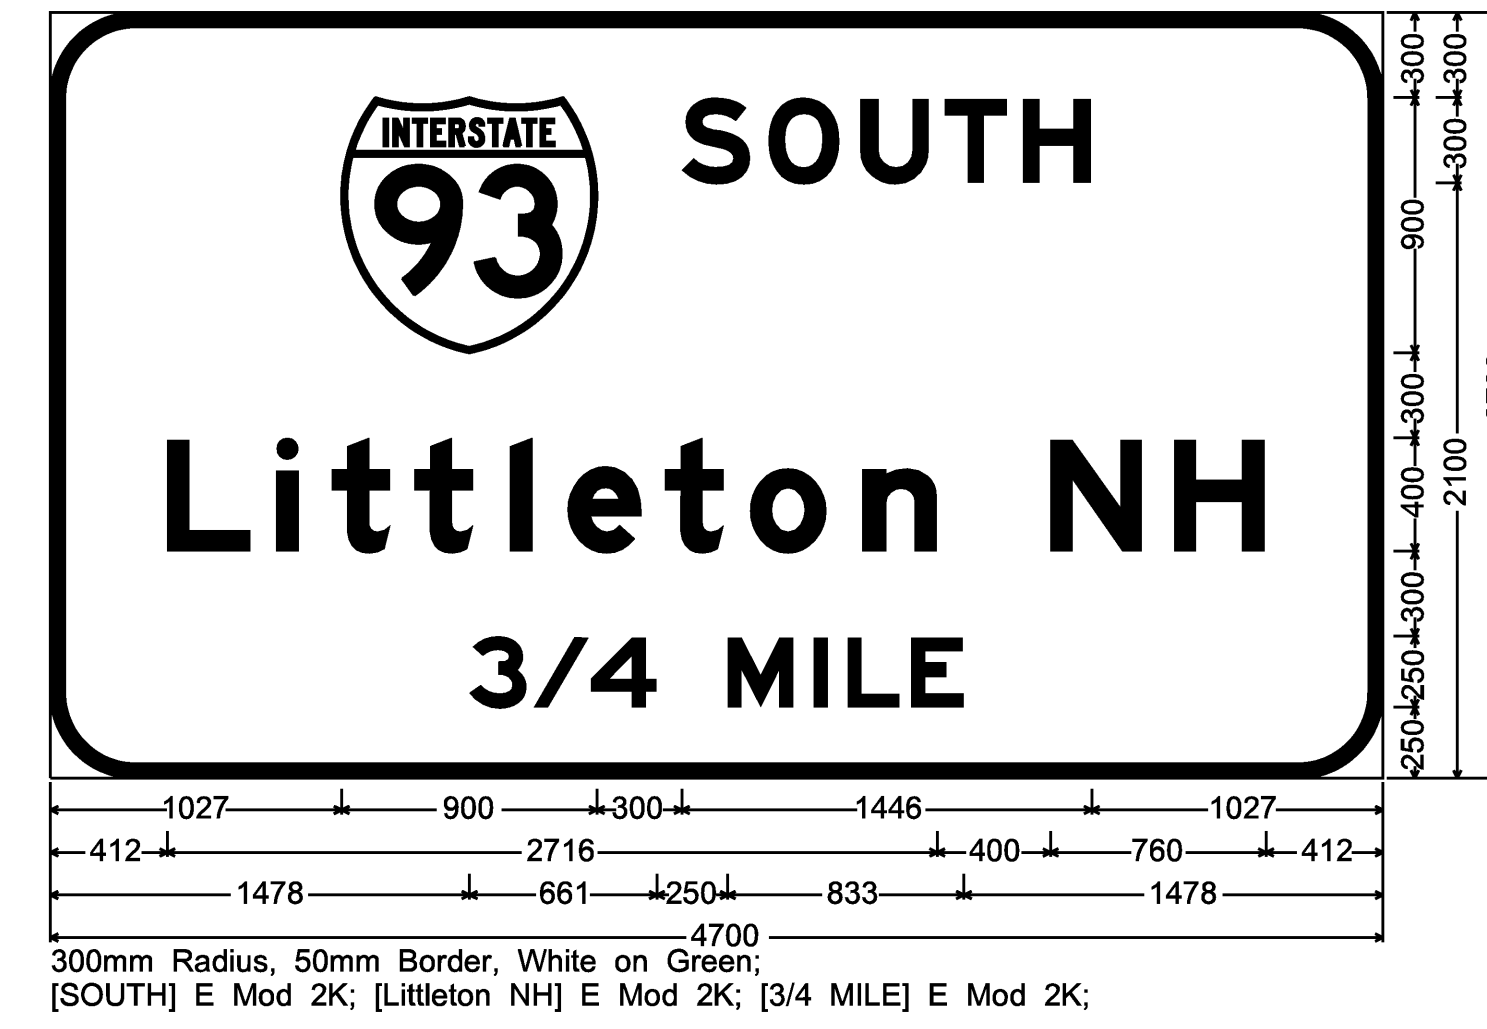 INTERSTATE
93
SOUTH
Littleton NH
3/4 MILE
300
900
300
400
300
250
250
300
300
2100
1027 900 300 1446 1027
412 2716 400 760 412
1478 661 250 833 1478
4700
300mm Radius, 50mm Border, White on Green;
[SOUTH] E Mod 2K; [Littleton NH] E Mod 2K; [3/4 MILE] E Mod 2K;